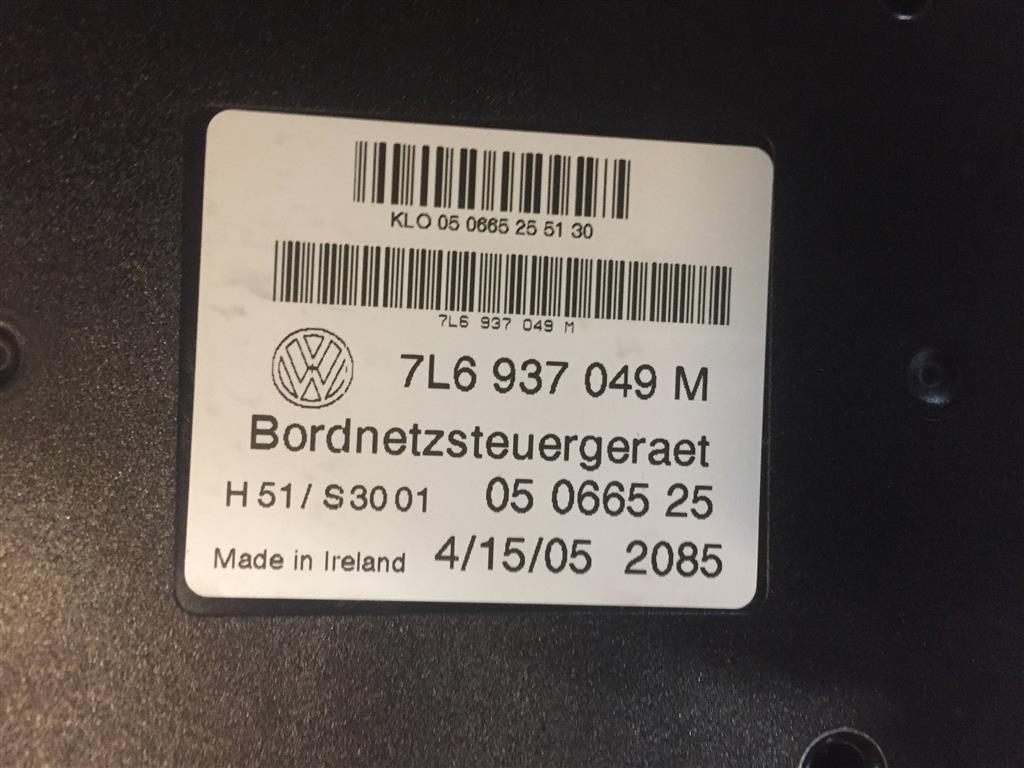 KLO 05 0665 25 51 30
7L6 937 049 M
7L6 937 049 M
Bordnetzsteuergeraet
H 51/ S 30 01 05 0665 25
Made in Ireland 4/15/05 2085